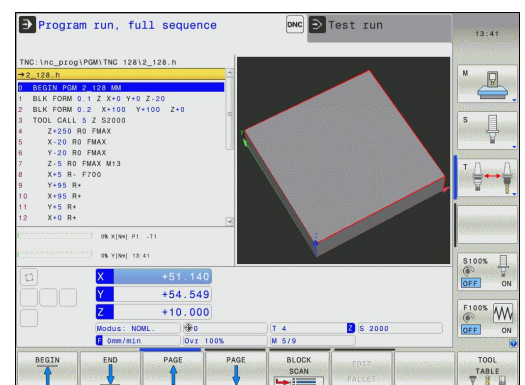 Program run, full sequence
DNC
Test run
13:41
TNC:\nc_prog\PGM\TNC 128\2_128.h
→2_128.h
0 BEGIN PGM 2_128 MM
1 BLK FORM 0.1 Z X+0 Y+0 Z-20
2 BLK FORM 0.2 X+100 Y+100 Z+0
3 TOOL CALL 5 Z S2000
4 Z+250 R0 FMAX
5 X-20 R0 FMAX
6 Y-20 R0 FMAX
7 Z-5 R0 FMAX M13
8 X+5 R- F700
9 Y+95 R+
10 X+95 R+
11 Y+5 R+
12 X+0 R+
0% X[Nm] P1 -T1
0% Y[Nm] 13:41
Y
Z
X +51.140
Y +54.549
Z +10.000
Modus: NOML. 0 T 4 Z S 2000
F 0mm/min Ovr 100% M 5/9
M
S
T
S100%
OFF ON
F100%
OFF ON
BEGIN
END
PAGE
PAGE
BLOCK
SCAN
EDIT
PALLET
TOOL
TABLE